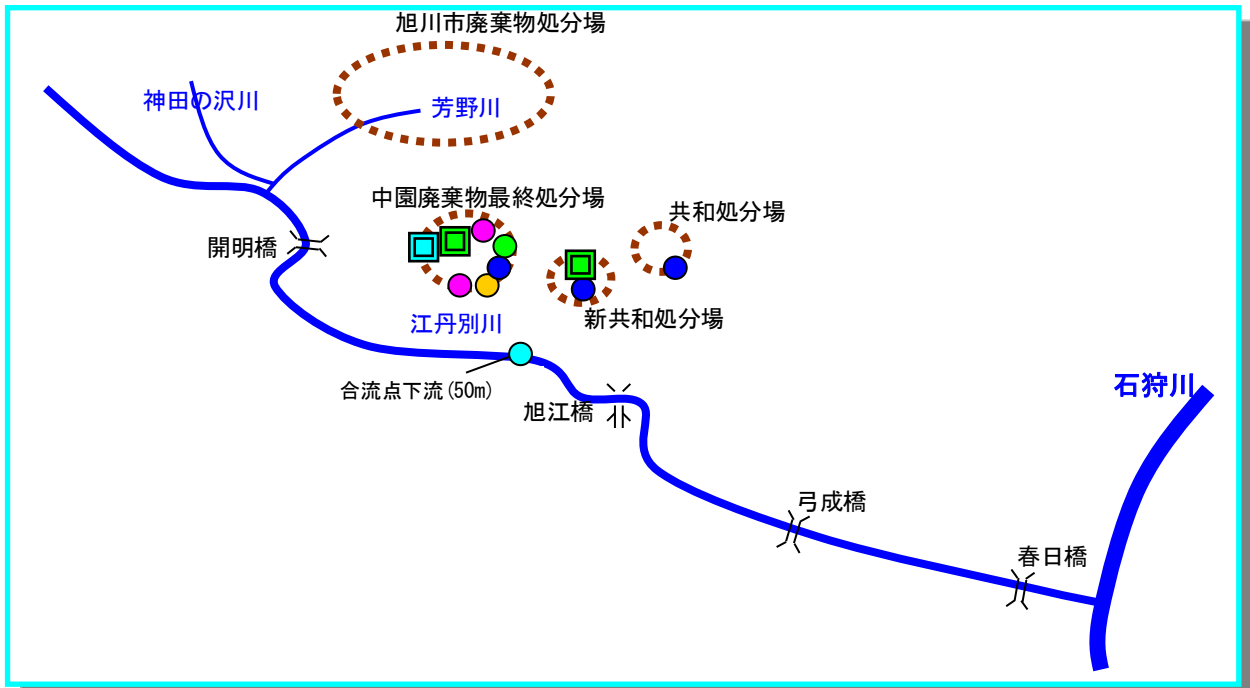 旭川市廃棄物処分場
神田の沢川
芳野川
中園廃棄物最終処分場
共和処分場
開明橋
江丹別川
新共和処分場
合流点下流(50m)
旭江橋
石狩川
弓成橋
春日橋